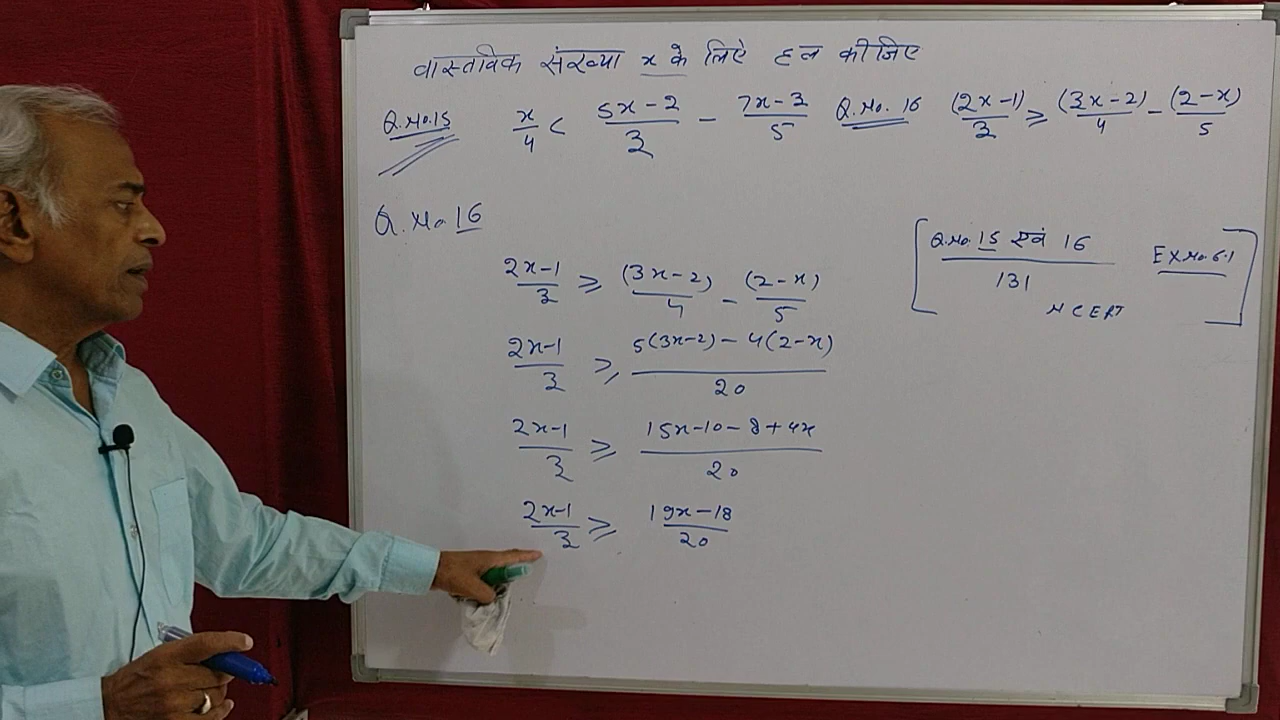 वास्तविक संख्या x के लिऐ हल कीजिए
Q.No.15 x/4 < 5x-2/3 - 7x-3/5 Q.No. 16 (2x-1)/3 ≥ (3x-2)/4 - (2-x)/5
Q.No.16
Q.No.15 एवं 16 / 131 EX No.6.1
NCERT
2x-1/3 ≥ (3x-2)/4 - (2-x)/5
2x-1/3 ≥ 5(3x-2)-4(2-x)/20
2x-1/3 ≥ 15x-10-8+4x/20
2x-1/3 ≥ 19x-18/20